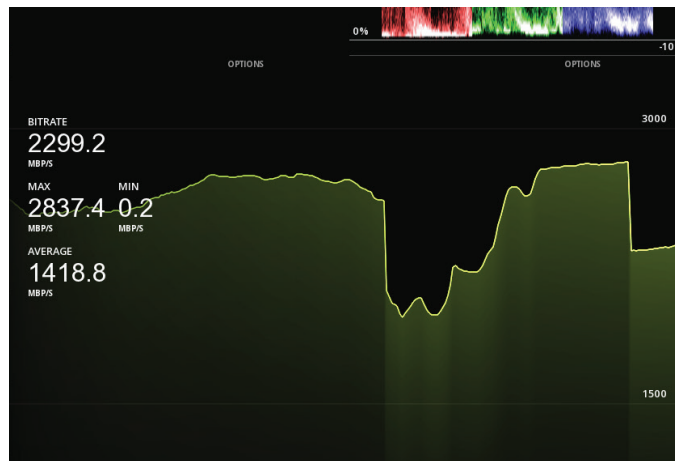 0%
-10
OPTIONS
OPTIONS
BITRATE
2299.2
MBP/S
MAX MIN
2837.4 0.2
MBP/S MBP/S
AVERAGE
1418.8
MBP/S
3000
1500